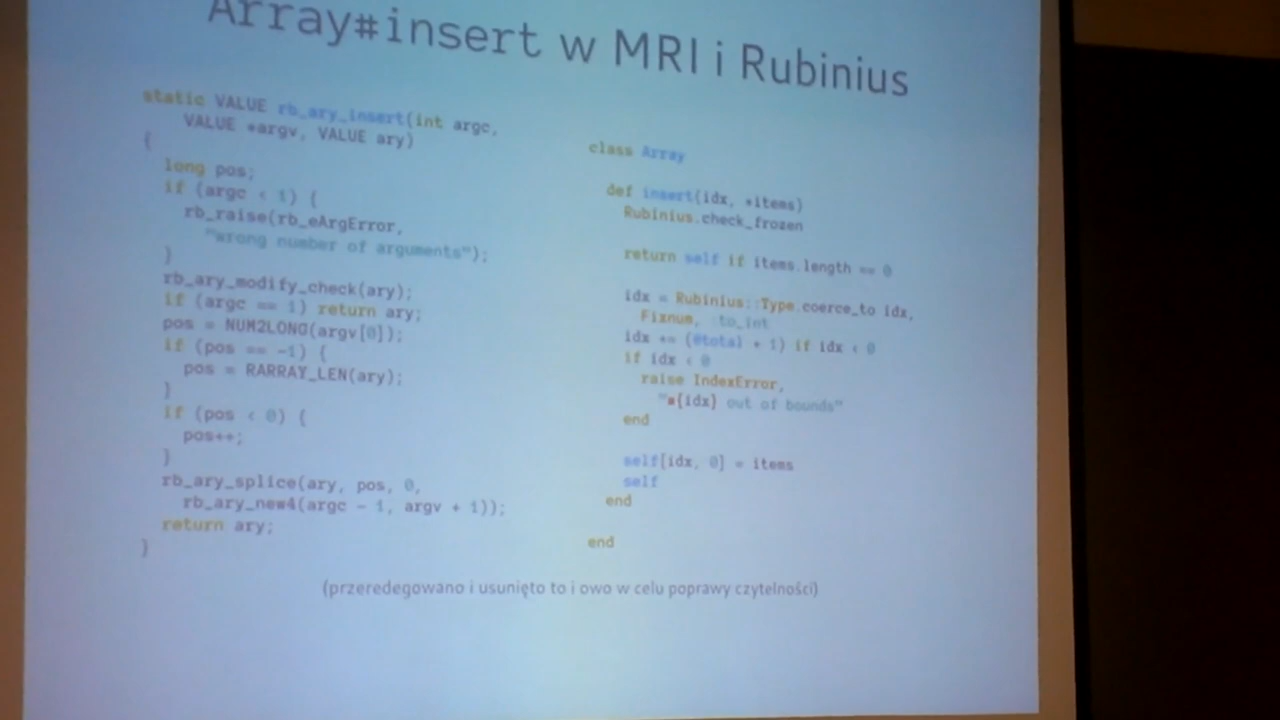 Array#insert w MRI i Rubinius
static VALUE rb_ary_insert(int argc,
VALUE *argv, VALUE ary)
{
long pos;
if (argc < 1) {
rb_raise(rb_eArgError,
"wrong number of arguments");
}
rb_ary_modify_check(ary);
if (argc == 1) return ary;
pos = NUM2LONG(argv[0]);
if (pos == -1) {
pos = RARRAY_LEN(ary);
}
if (pos < 0) {
pos++;
}
rb_ary_splice(ary, pos, 0,
rb_ary_new4(argc - 1, argv + 1));
return ary;
}
class Array
def insert(idx, *items)
Rubinius.check_frozen
return self if items.length == 0
idx = Rubinius::Type.coerce_to idx,
Fixnum, :to_int
idx += (@total + 1) if idx < 0
if idx < 0
raise IndexError,
"#{idx} out of bounds"
end
self[idx, 0] = items
self
end
end
(przeredegowano i usunięto to i owo w celu poprawy czytelności)